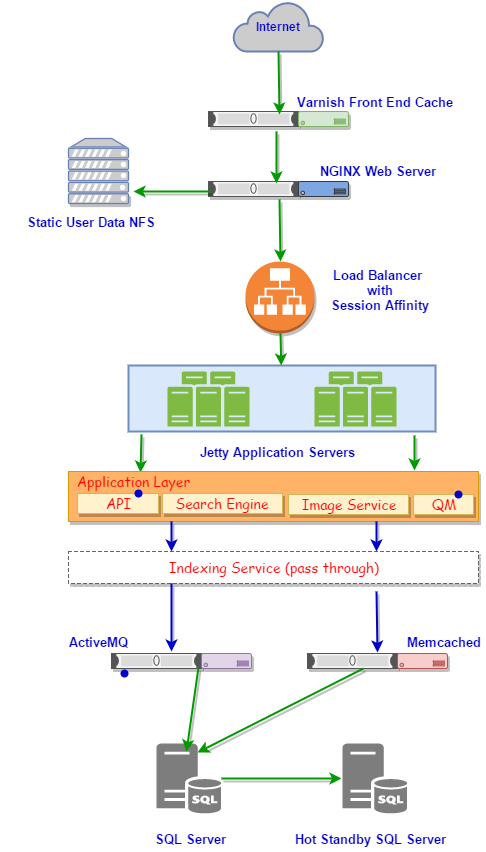 Internet
Varnish Front End Cache
NGINX Web Server
Static User Data NFS
Load Balancer
with
Session Affinity
Jetty Application Servers
Application Layer
API
Search Engine
Image Service
QM
Indexing Service (pass through)
ActiveMQ
Memcached
SQL
SQL
SQL Server
Hot Standby SQL Server